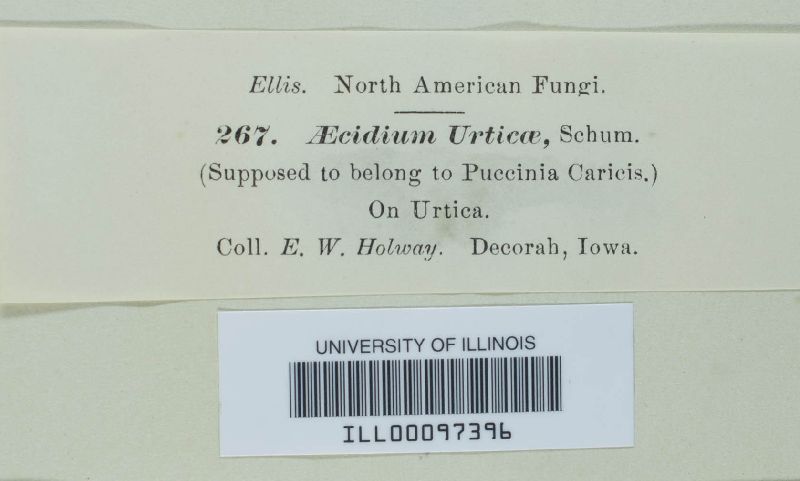 Ellis. North American Fungi.
267. Æcidium Urticæ, Schum.
(Supposed to belong to Puccinia Caricis.)
On Urtica.
Coll. E. W. Holway. Decorah, Iowa.
UNIVERSITY OF ILLINOIS
ILL00097396